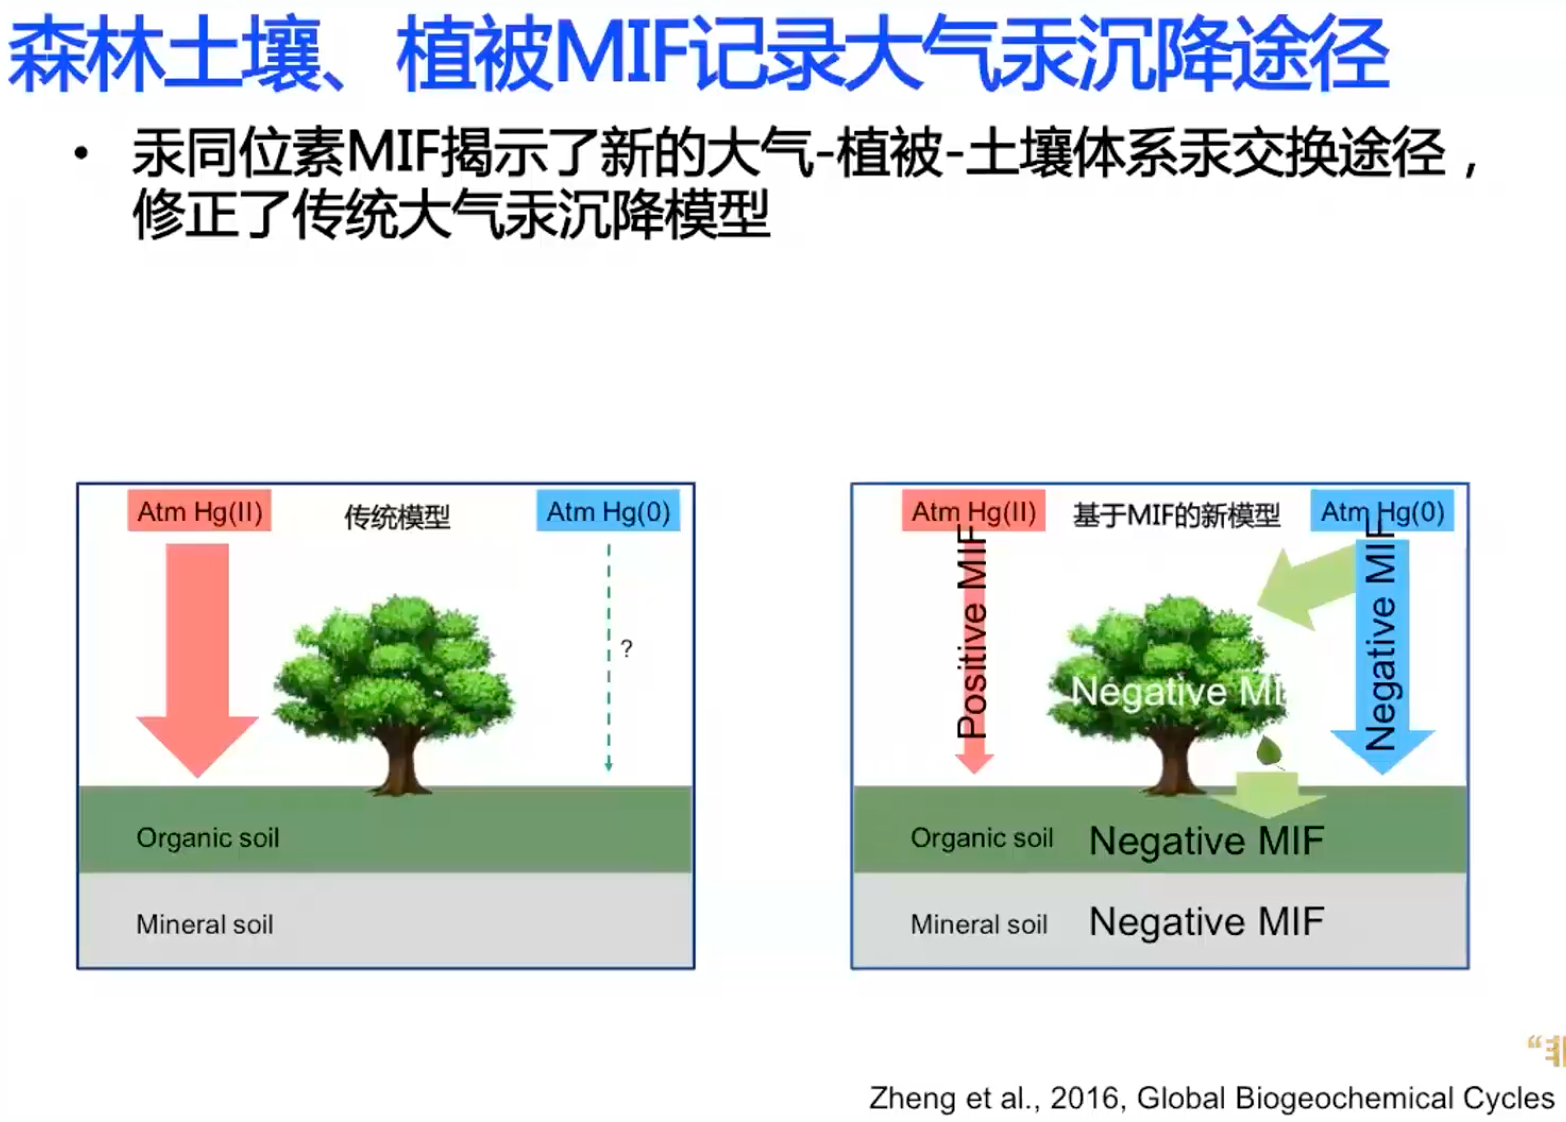 森林土壤、植被MIF记录大气汞沉降途径
• 汞同位素MIF揭示了新的大气-植被-土壤体系汞交换途径，
修正了传统大气汞沉降模型
Atm Hg(II)
传统模型
Atm Hg(0)
?
Organic soil
Mineral soil
Atm Hg(II)
基于MIF的新模型
Atm Hg(0)
Positive MIF
Negative MI
Negative MIF
Organic soil
Negative MIF
Mineral soil
Negative MIF
Zheng et al., 2016, Global Biogeochemical Cycles